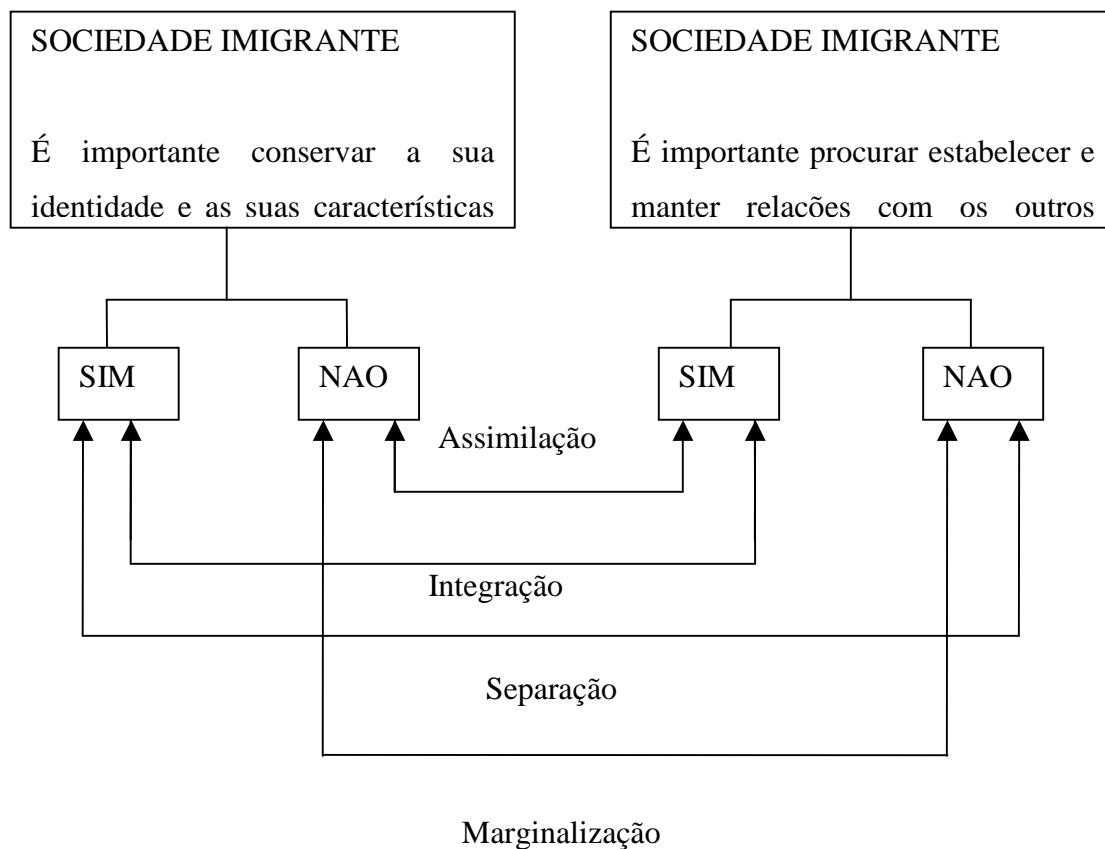 SOCIEDADE IMIGRANTE
É importante conservar a sua
identidade e as suas características
SOCIEDADE IMIGRANTE
É importante procurar estabelecer e
manter relacões com os outros
SIM
NAO
SIM
NAO
Assimilação
Integração
Separação
Marginalização